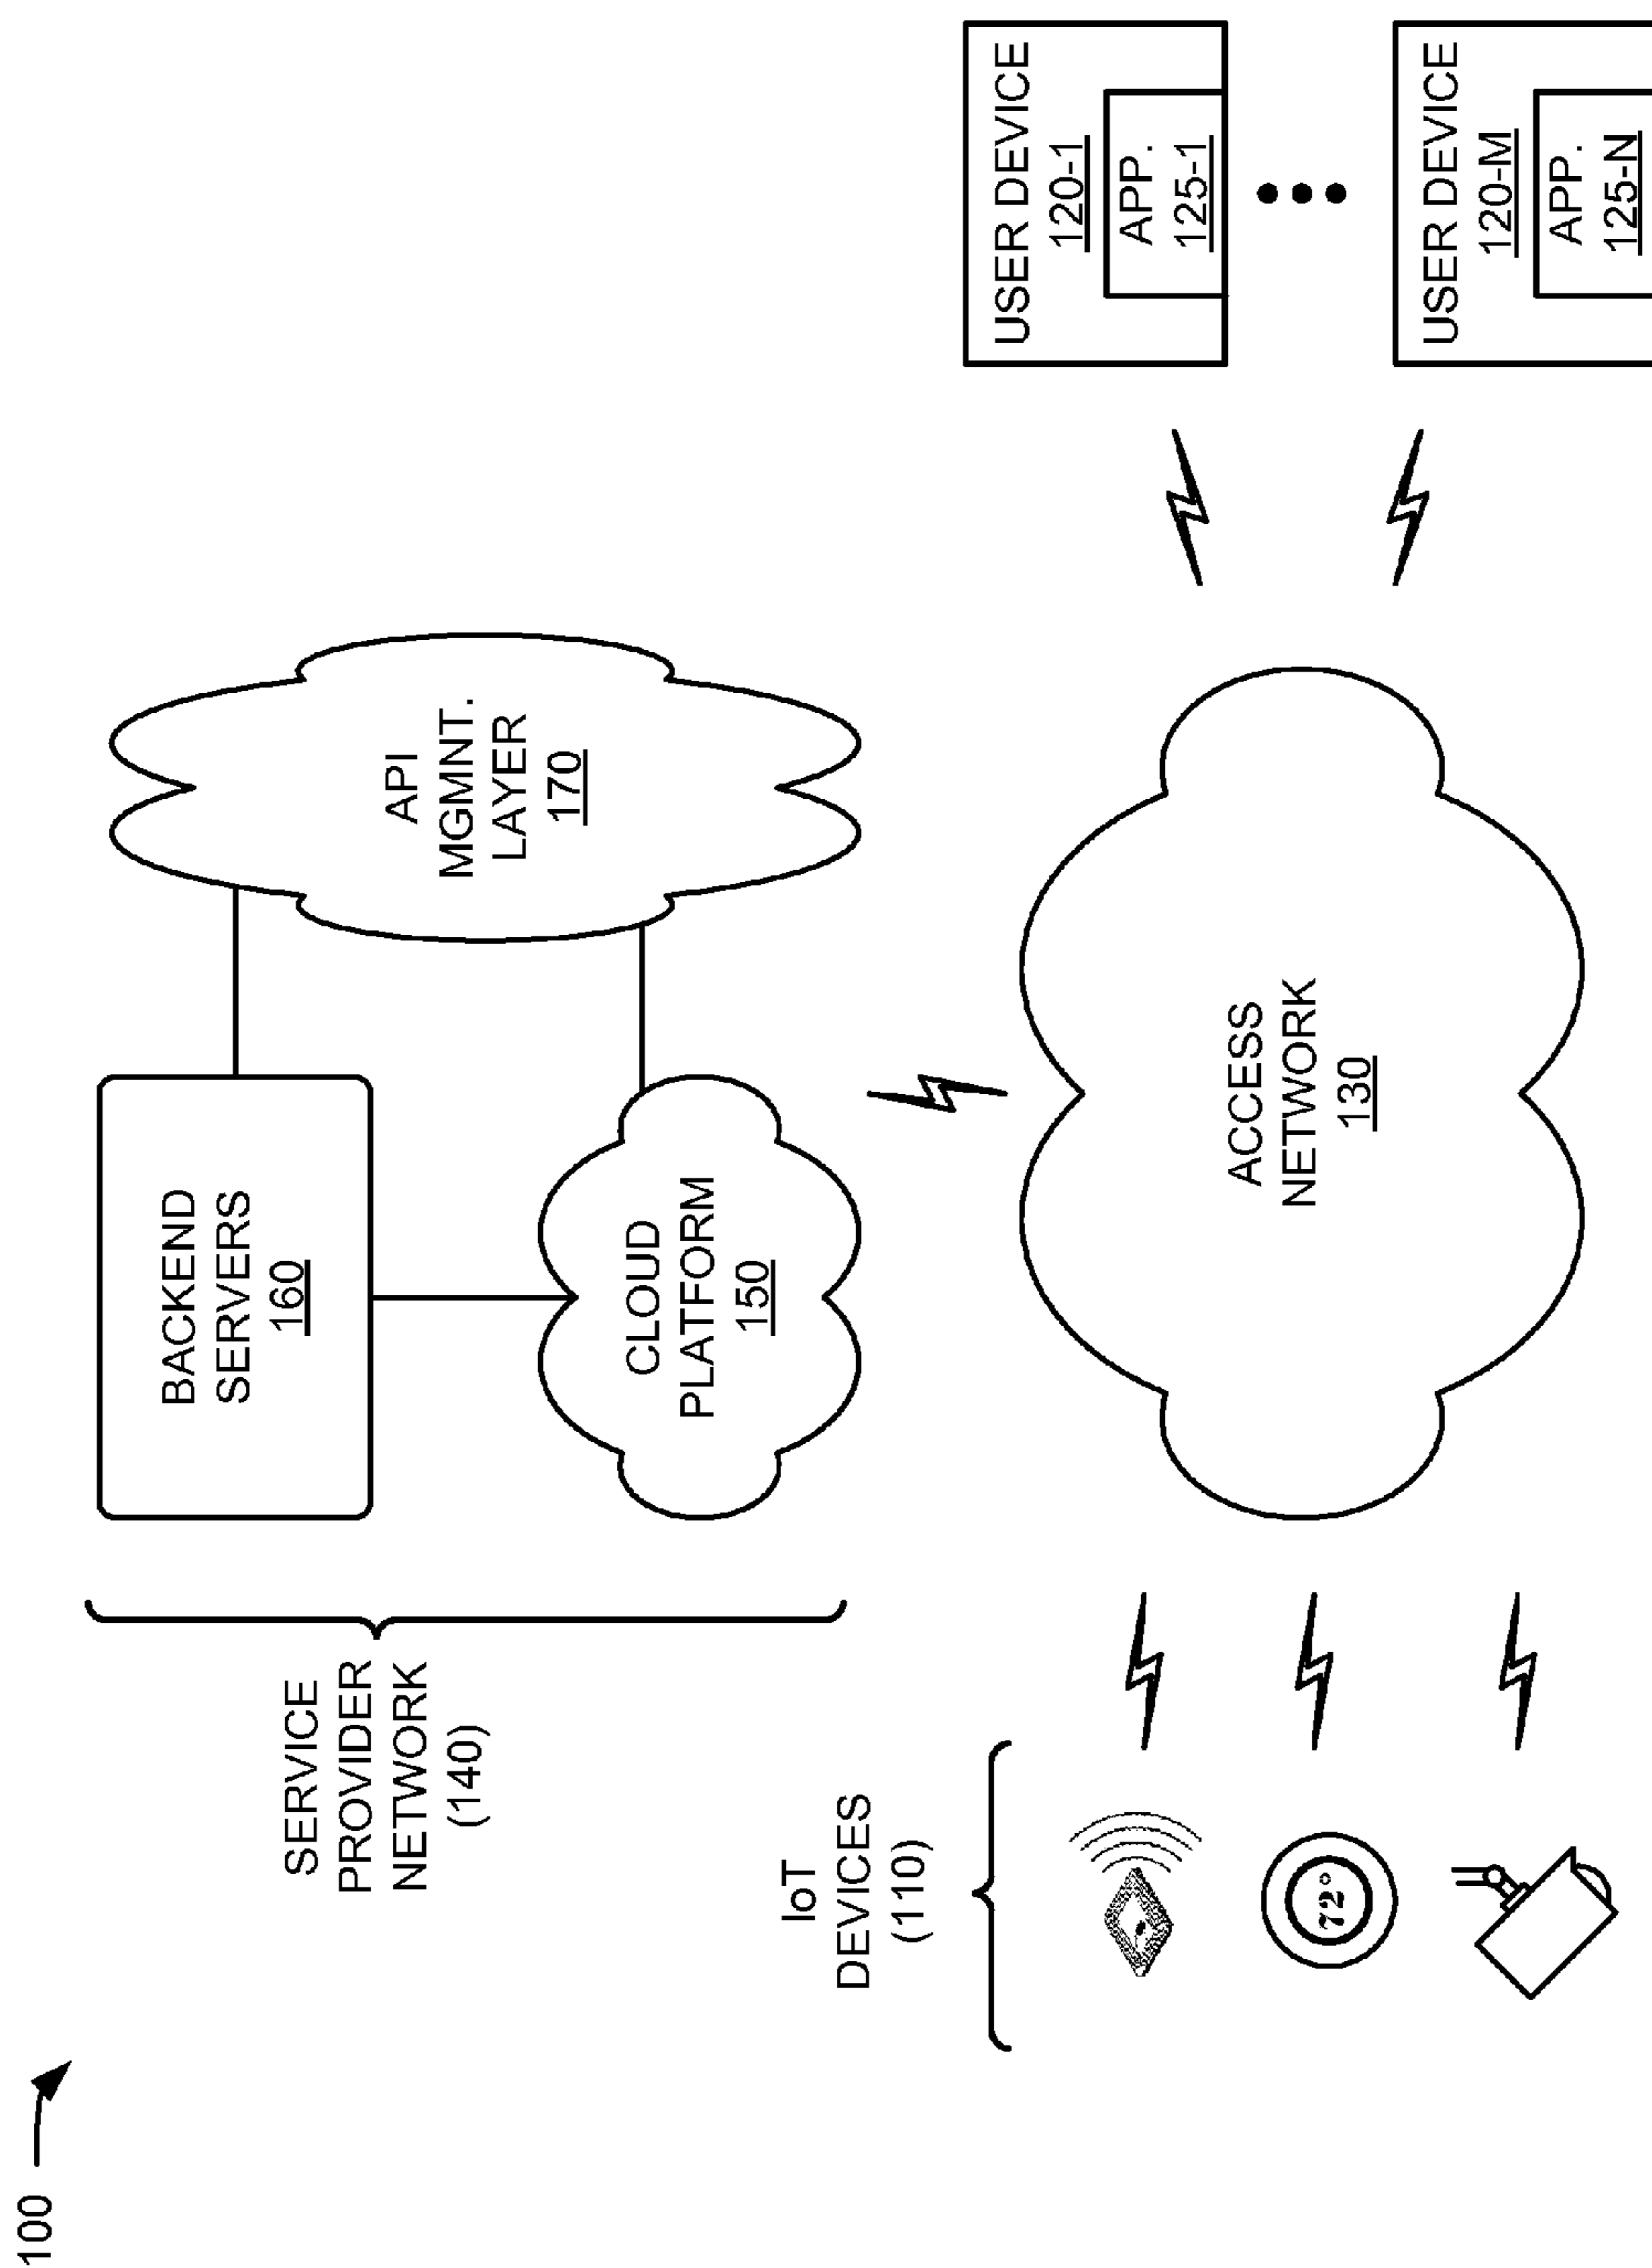 100
SERVICE
PROVIDER
NETWORK
(140)
BACKEND
SERVERS
160
API
MGMNT.
LAYER
170
CLOUD
PLATFORM
150
IoT
DEVICES
(110)
72°
ACCESS
NETWORK
130
USER DEVICE
120-1
APP.
125-1
USER DEVICE
120-M
APP.
125-N